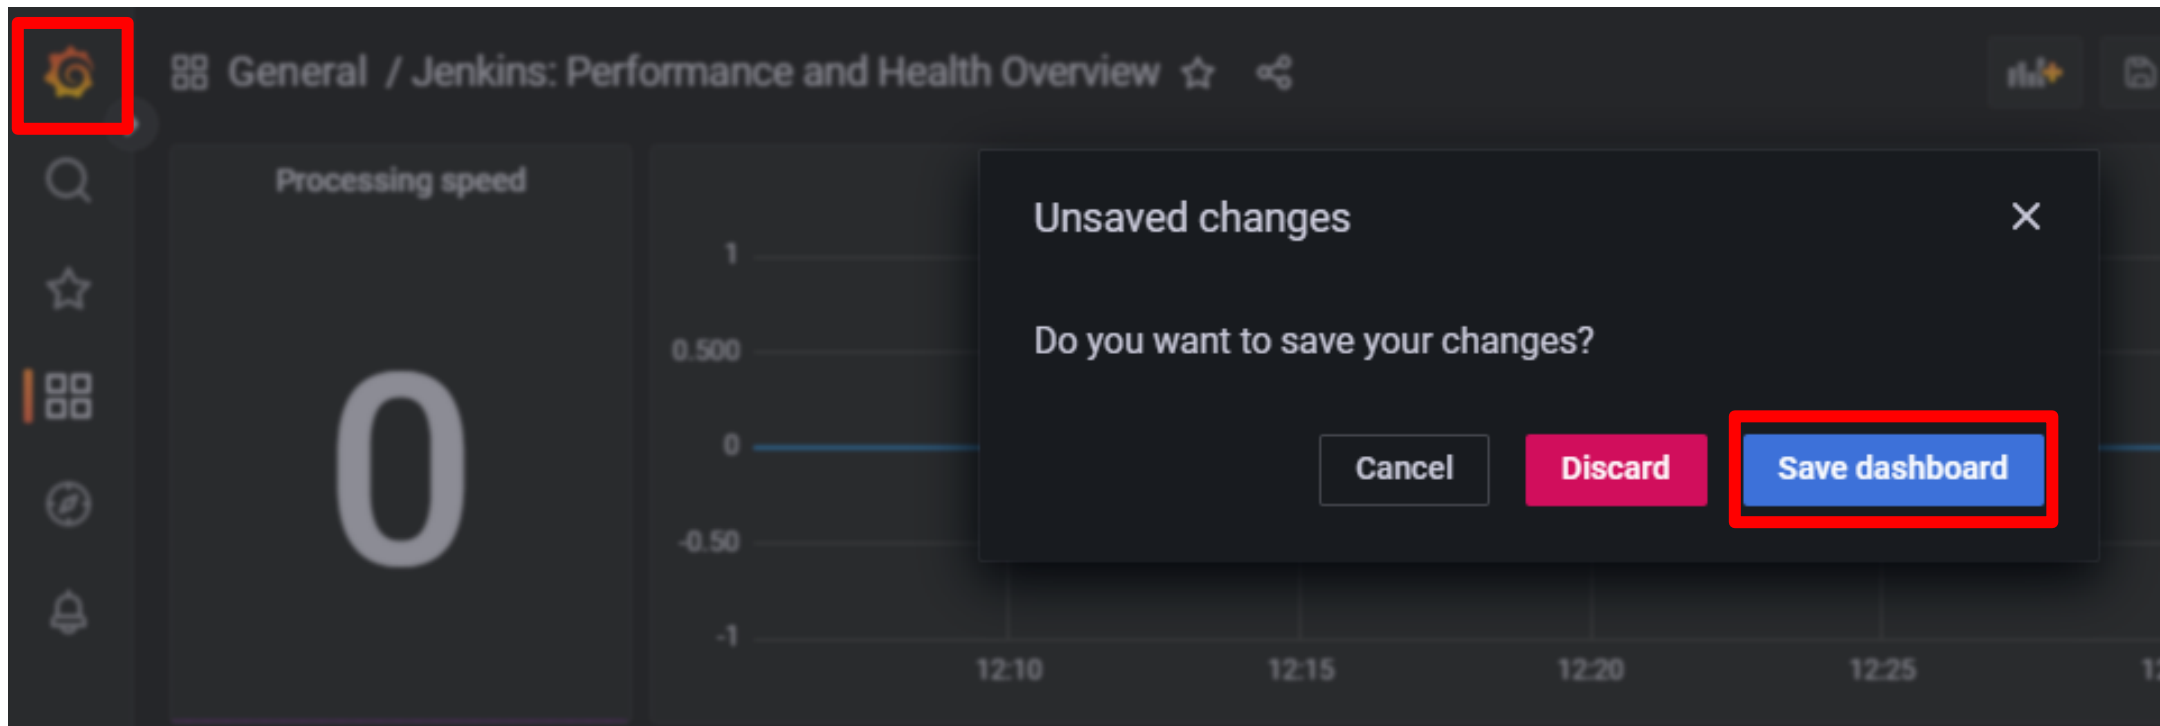 General / Jenkins: Performance and Health Overview
Processing speed
0
1
0.500
0
-0.50
-1
12:10
12:15
12:20
12:25
Unsaved changes
Do you want to save your changes?
Cancel
Discard
Save dashboard